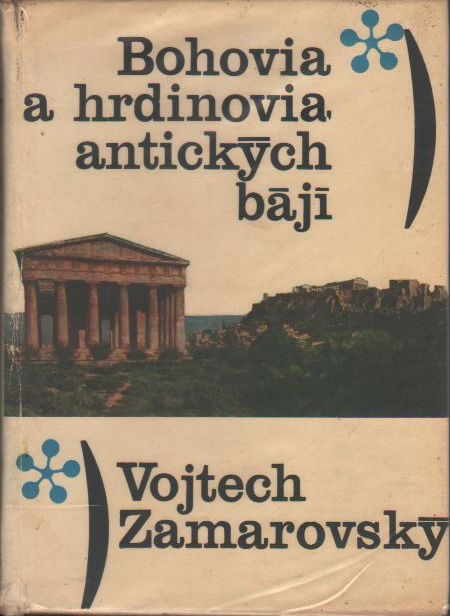 Bohovia
a hrdinovia
antických
bájí
Vojtech
Zamarovský